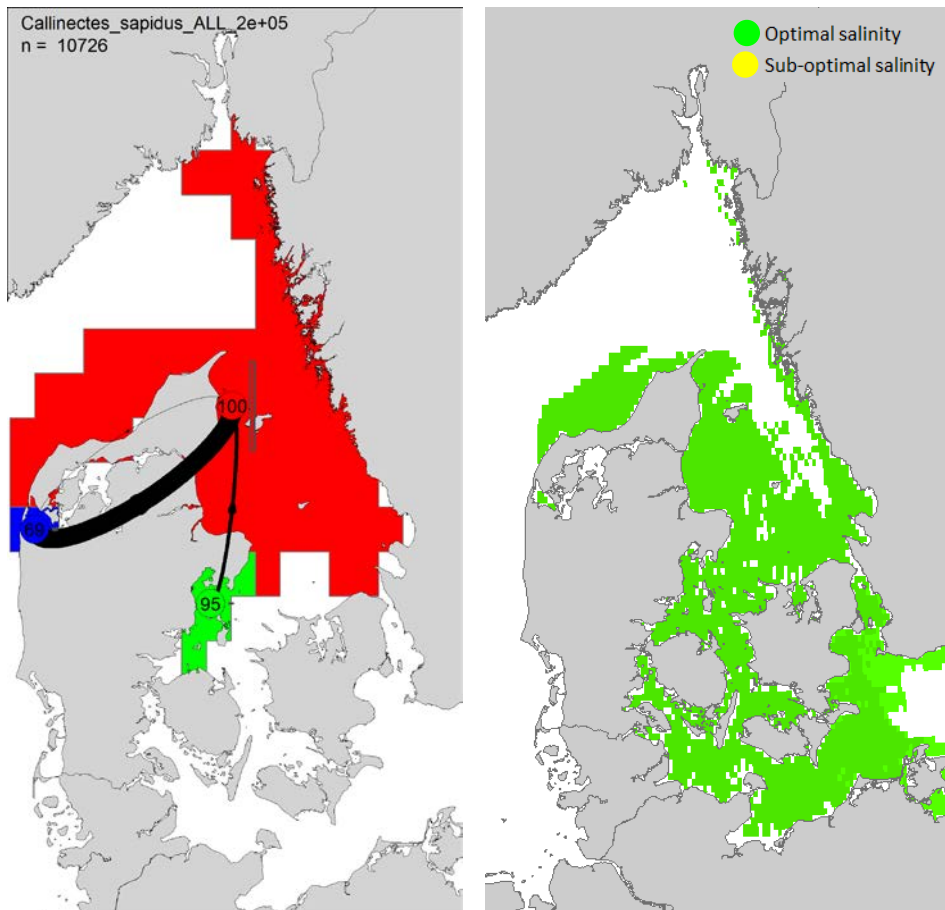 Callinectes_sapidus_ALL_2e+05
n = 10726
100
69
95
Optimal salinity
Sub-optimal salinity